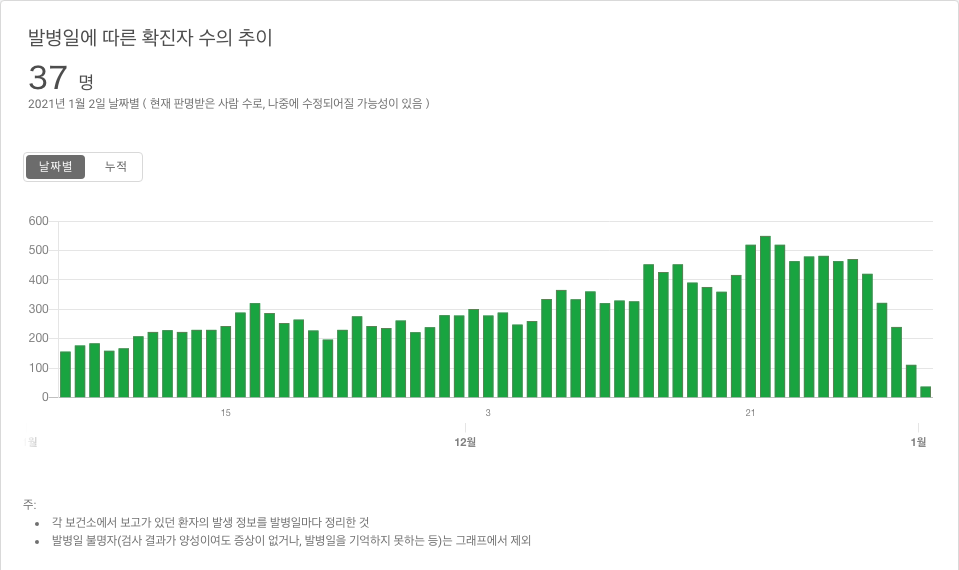 발병일에 따른 확진자 수의 추이
37 명
2021년 1월 2일 날짜별 ( 현재 판명받은 사람 수로, 나중에 수정되어질 가능성이 있음 )
날짜별 누적
600
500
400
300
200
100
0
15 3 21
월 12월 1월
주:
• 각 보건소에서 보고가 있던 환자의 발생 정보를 발병일마다 정리한 것
• 발병일 불명자(검사 결과가 양성이여도 증상이 없거나, 발병일을 기억하지 못하는 등)는 그래프에서 제외